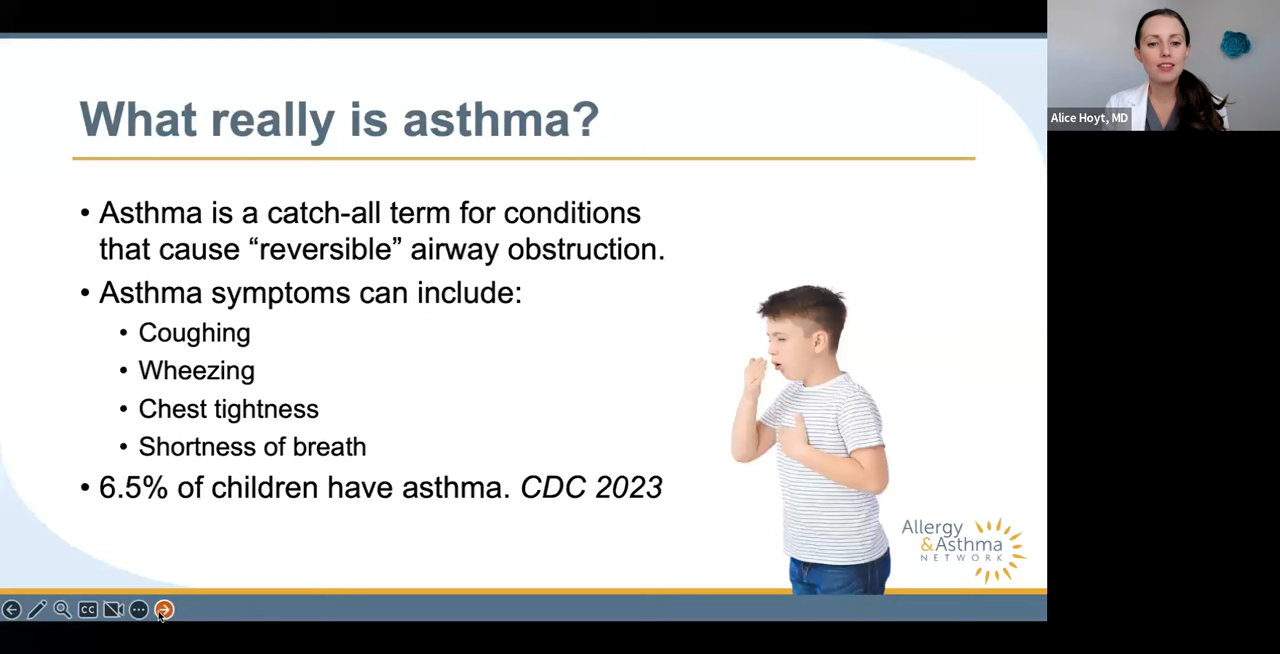 What really is asthma?
• Asthma is a catch-all term for conditions
that cause “reversible” airway obstruction.
• Asthma symptoms can include:
• Coughing
• Wheezing
• Chest tightness
• Shortness of breath
• 6.5% of children have asthma. CDC 2023
Allergy
&Asthma
NETWORK
Alice Hoyt, MD
CC